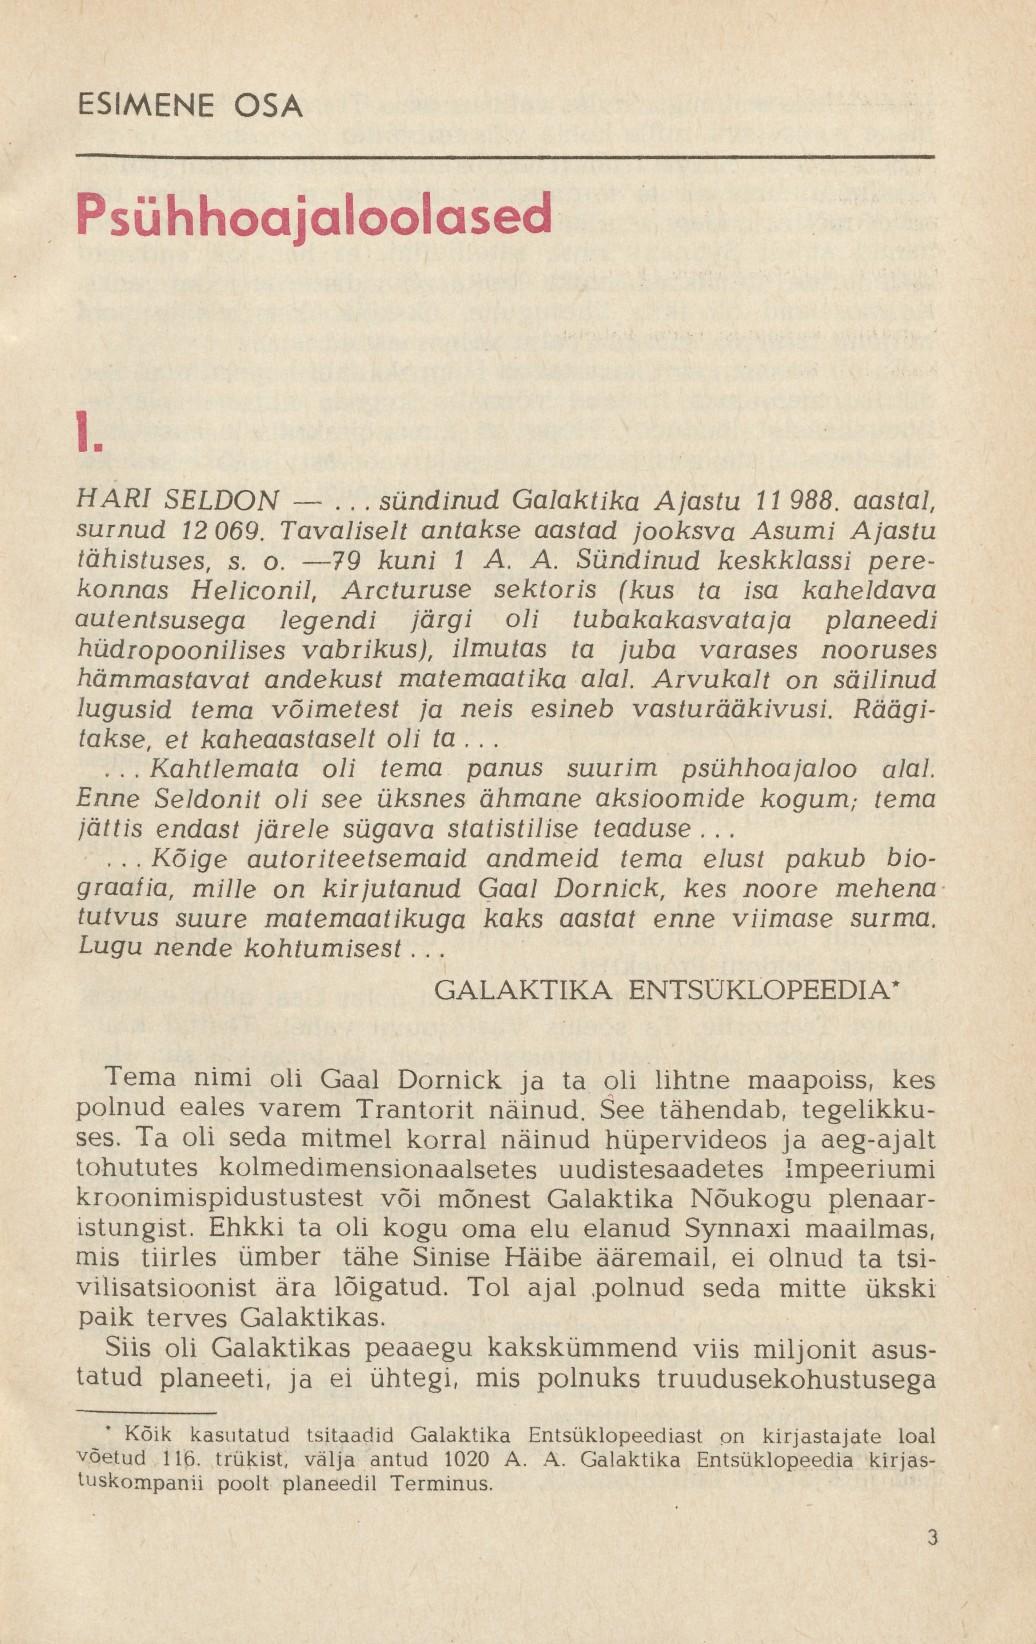 ESIMENE OSA
Psühhoajaloolased
I.
HARI SELDON — ... sündinud Galaktika Ajastu 11 988. aastal,
surnud 12 069. Tavaliselt antakse aastad jooksva Asumi Ajastu
tähistuses, s. o. —79 kuni 1 A. A. Sündinud keskklassi pere-
konnas Heliconil, Arcturuse sektoris (kus ta isa kaheldava
autentsusega legendi järgi oli tubakakasvataja planeedi
hüdropoonilises vabrikus), ilmutas ta juba varases nooruses
hämmastavat andekust matemaatika alal. Arvukalt on säilinud
lugusid tema võimetest ja neis esineb vasturääkivusi. Räägi-
takse, et kaheaastaselt oli ta ...
... Kahtlemata oli tema panus suurim psühhoajaloo alal.
Enne Seldonit oli see üksnes ähmane aksioomide kogum; tema
jättis endast järele sügava statistilise teaduse ...
... Kõige autoriteetsemaid andmeid tema elust pakub bio-
graafia, mille on kirjutanud Gaal Dornick, kes noore mehena
tutvus suure matemaatikuga kaks aastat enne viimase surma.
Lugu nende kohtumisest ...
GALAKTIKA ENTSÜKLOPEEDIA*
Tema nimi oli Gaal Dornick ja ta oli lihtne maapoiss, kes
polnud eales varem Trantorit näinud. See tähendab, tegelikku-
ses. Ta oli seda mitmel korral näinud hüpervideos ja aeg-ajalt
tohututes kolmedimensionaalsetes uudistesaadetes Impeeriumi
kroonimispidustustest või mõnest Galaktika Nõukogu plenaar-
istungist. Ehkki ta oli kogu oma elu elanud Synnaxi maailmas,
mis tiirles ümber tähe Sinise Häibe ääremail, ei olnud ta tsi-
vilisatsioonist ära lõigatud. Tol ajal polnud seda mitte ükski
paik terves Galaktikas.
Siis oli Galaktikas peaaegu kakskümmend viis miljonit asus-
tatud planeeti, ja ei ühtegi, mis polnuks truudusekohustusega
* Kõik kasutatud tsitaadid Galaktika Entsüklopeediast on kirjastajate loal
võetud 116. trükist, välja antud 1020 A. A. Galaktika Entsüklopeedia kirjas-
tuskompanii poolt planeedil Terminus.
3